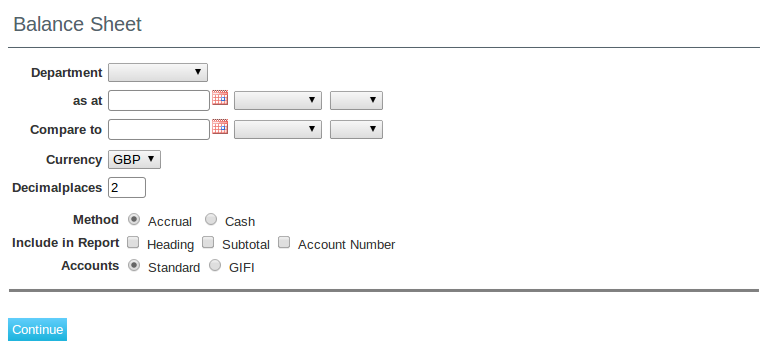 Balance Sheet
Department
as at
Compare to
Currency GBP
Decimalplaces 2
Method Accrual Cash
Include in Report Heading Subtotal Account Number
Accounts Standard GIFI
Continue